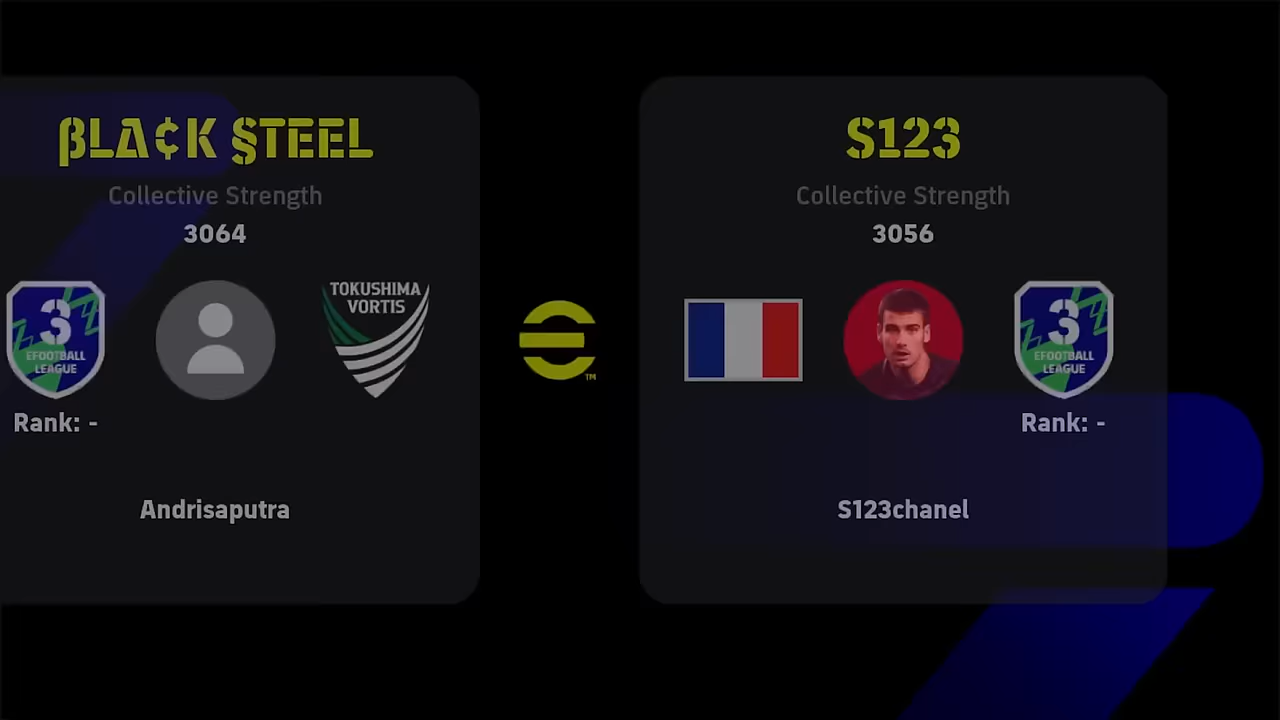 βLA¢K §TEEL
Collective Strength
3064
3
EFOOTBALL
LEAGUE
Rank: -
TOKUSHIMA
VORTIS
Andrisaputra
TM
S123
Collective Strength
3056
3
EFOOTBALL
LEAGUE
Rank: -
S123chanel